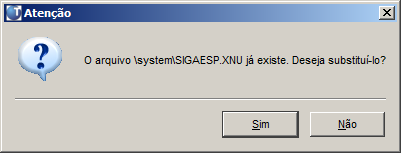 Atenção
O arquivo \system\SIGAESP.XNU já existe. Deseja substituí-lo?
Sim
Não